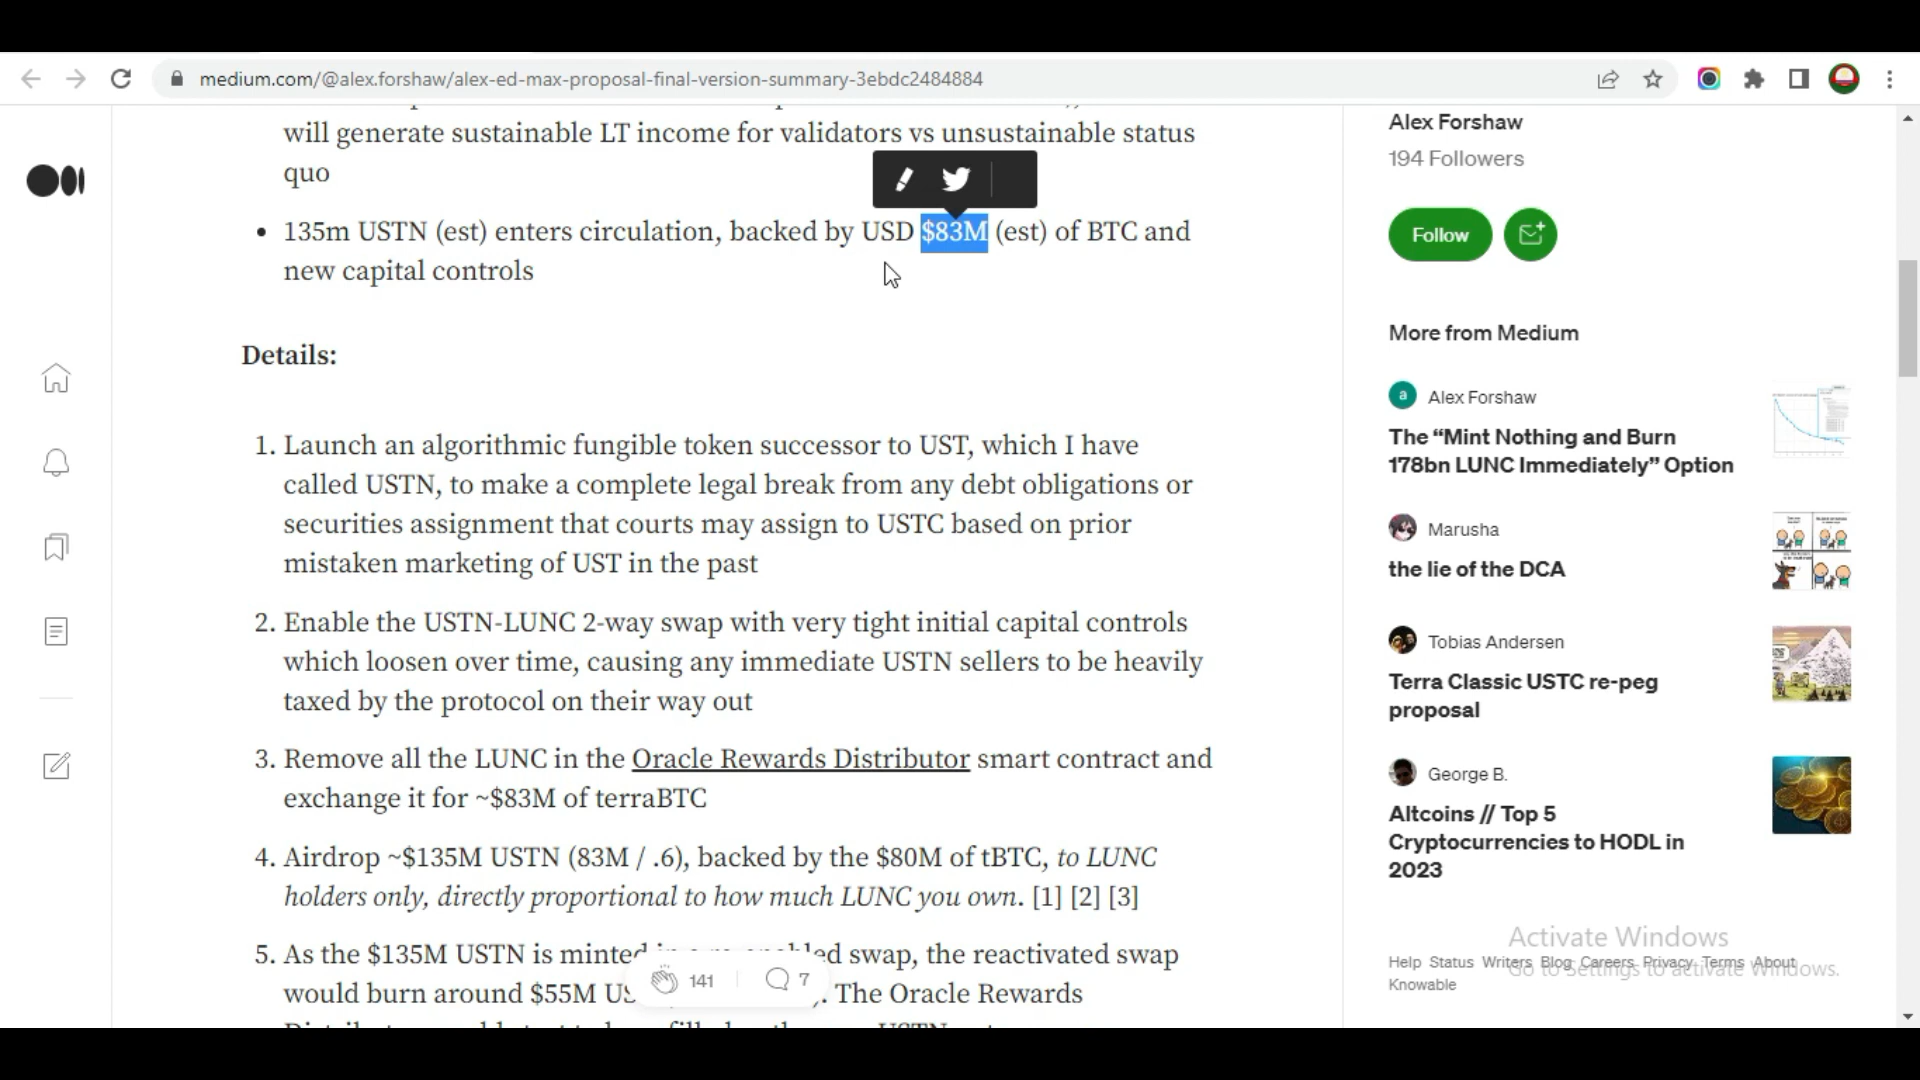 medium.com/@alex.forshaw/alex-ed-max-proposal-final-version-summary-3ebdc2484884
will generate sustainable LT income for validators vs unsustainable status
quo
• 135m USTN (est) enters circulation, backed by USD $83M (est) of BTC and
new capital controls
Details:
1. Launch an algorithmic fungible token successor to UST, which I have
called USTN, to make a complete legal break from any debt obligations or
securities assignment that courts may assign to USTC based on prior
mistaken marketing of UST in the past
2. Enable the USTN-LUNC 2-way swap with very tight initial capital controls
which loosen over time, causing any immediate USTN sellers to be heavily
taxed by the protocol on their way out
3. Remove all the LUNC in the Oracle Rewards Distributor smart contract and
exchange it for ~$83M of terraBTC
4. Airdrop ~$135M USTN (83M / .6), backed by the $80M of tBTC, to LUNC
holders only, directly proportional to how much LUNC you own. [1] [2] [3]
5. As the $135M USTN is minted swap, the reactivated swap
would burn around $55M The Oracle Rewards
141
7
Alex Forshaw
194 Followers
Follow
More from Medium
a
Alex Forshaw
The “Mint Nothing and Burn
178bn LUNC Immediately” Option
Marusha
the lie of the DCA
Tobias Andersen
Terra Classic USTC re-peg
proposal
George B.
Altcoins // Top 5
Cryptocurrencies to HODL in
2023
Activate Windows
Go to Settings to activate Windows.
Help Status Writers Blog Careers Privacy Terms About
Knowable